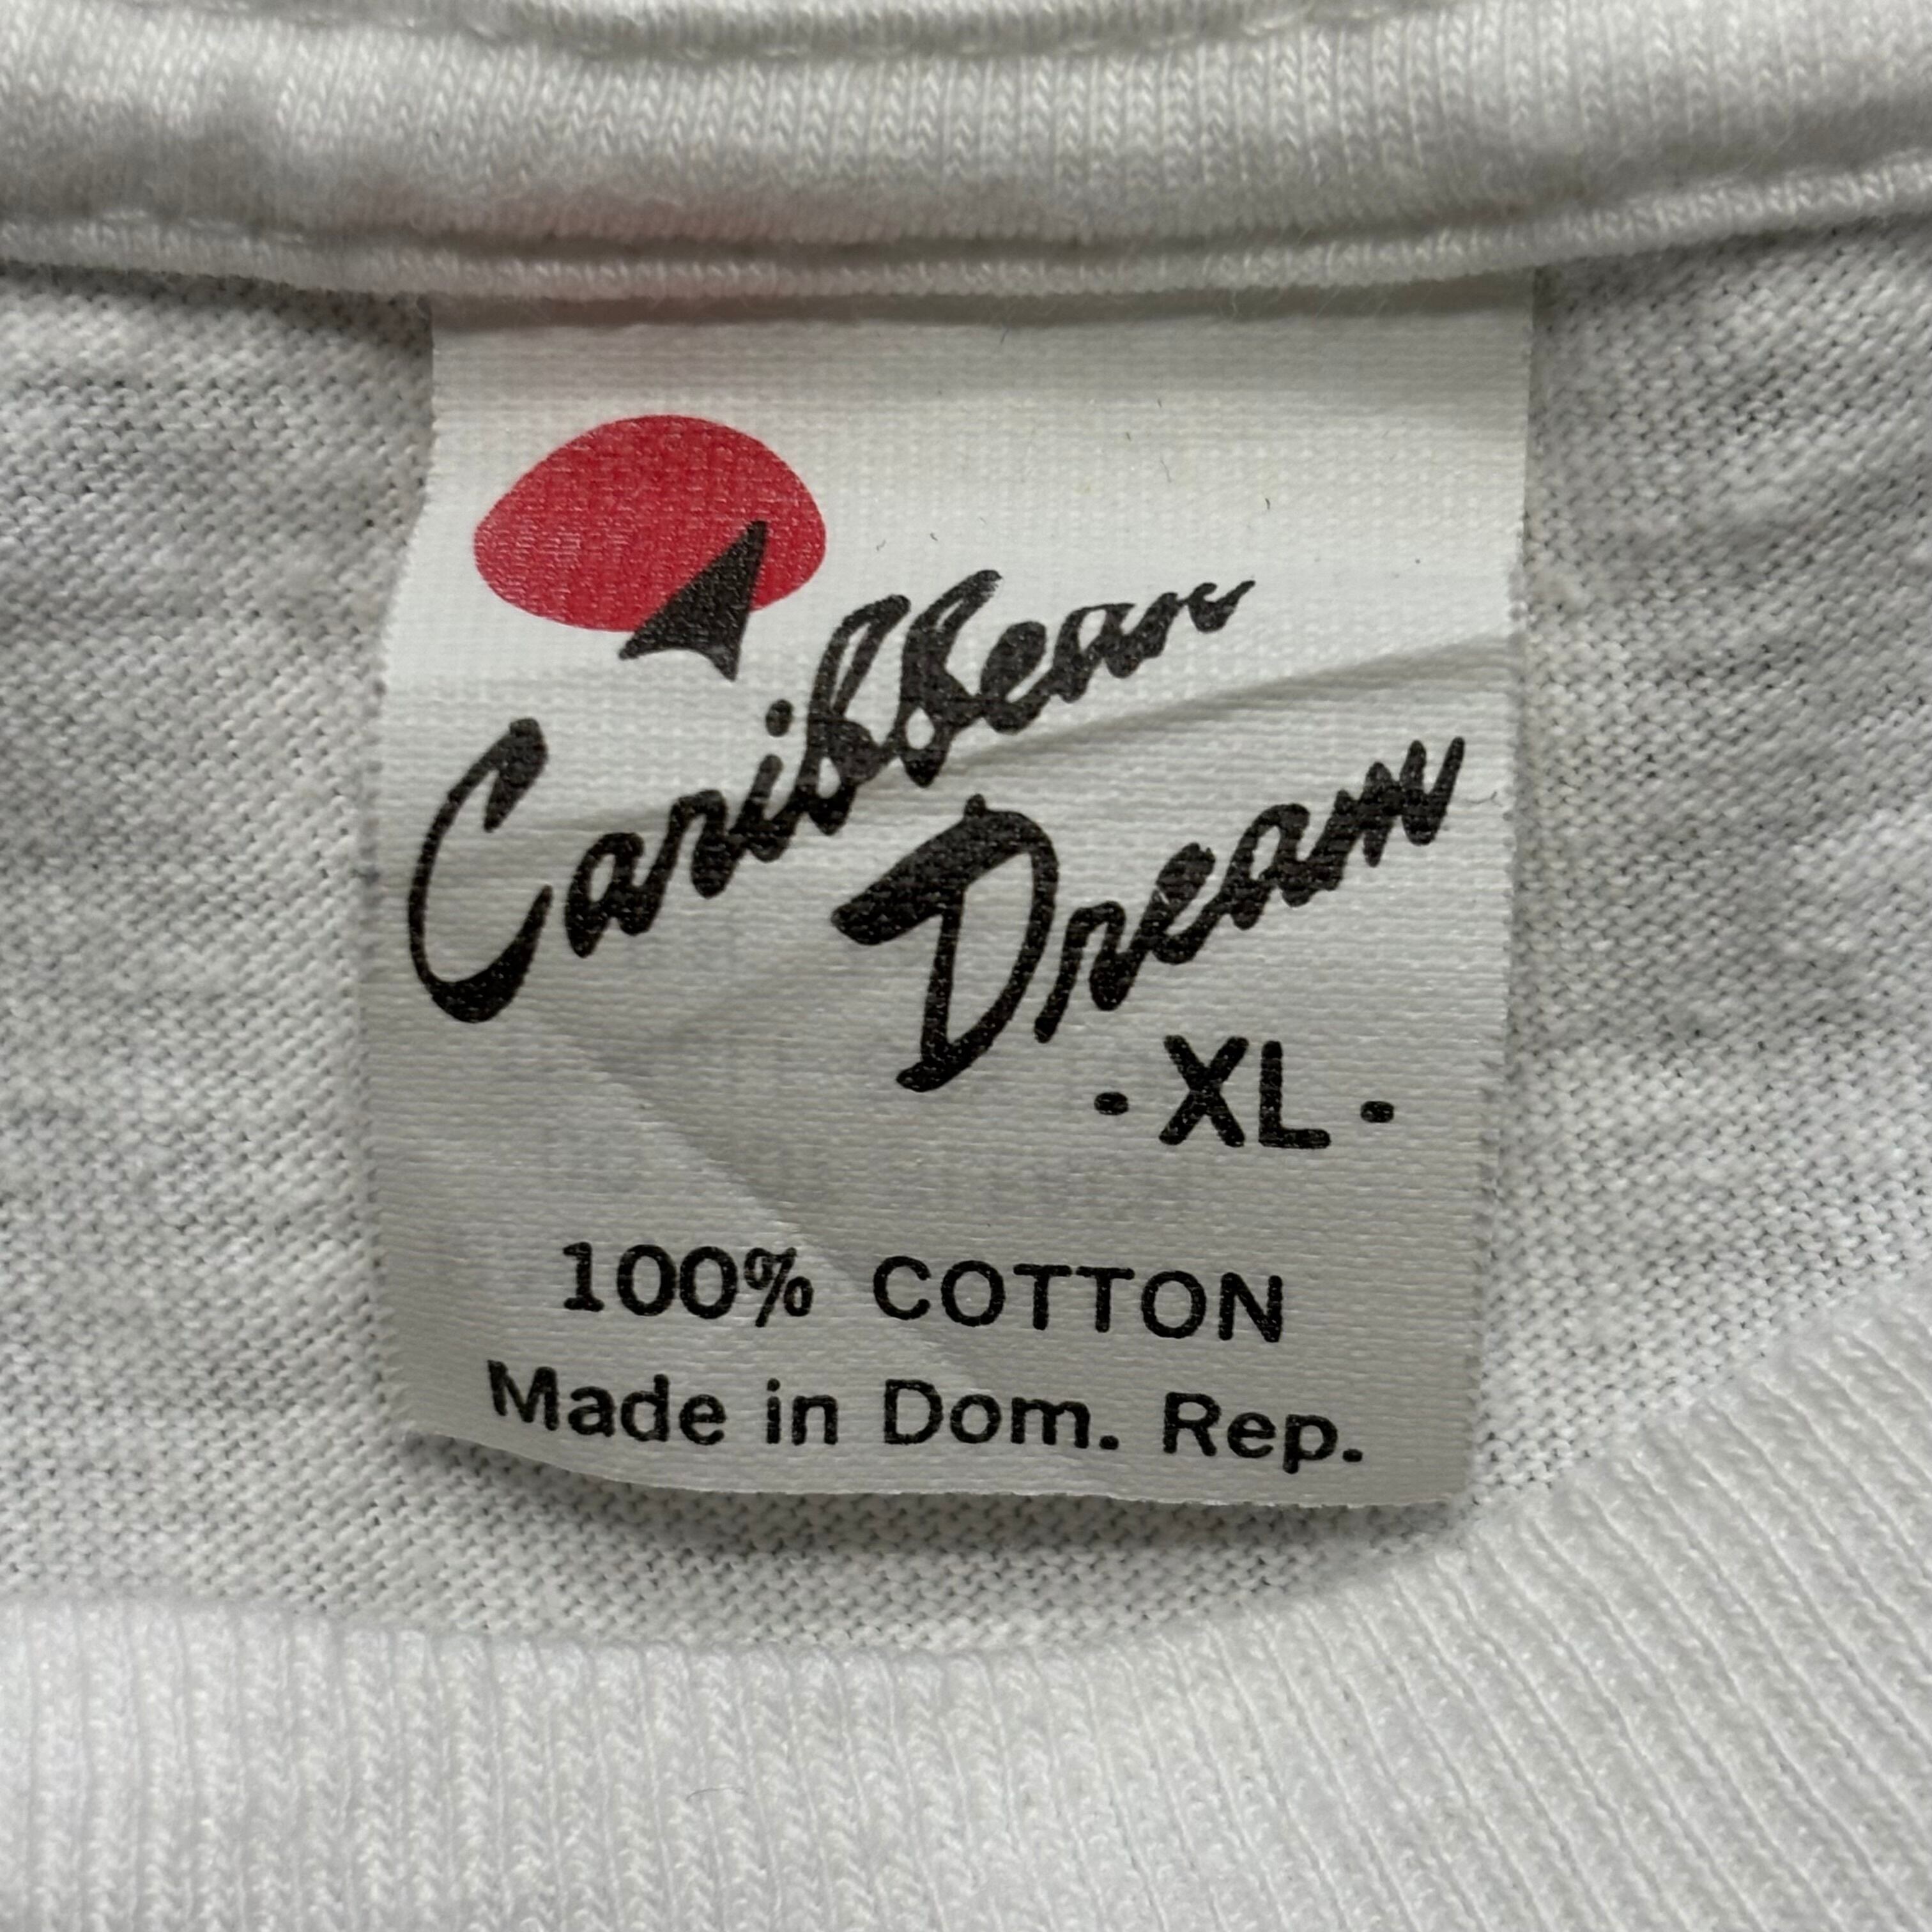 Caribbean
Dream
- XL -
100% COTTON
Made in Dom. Rep.